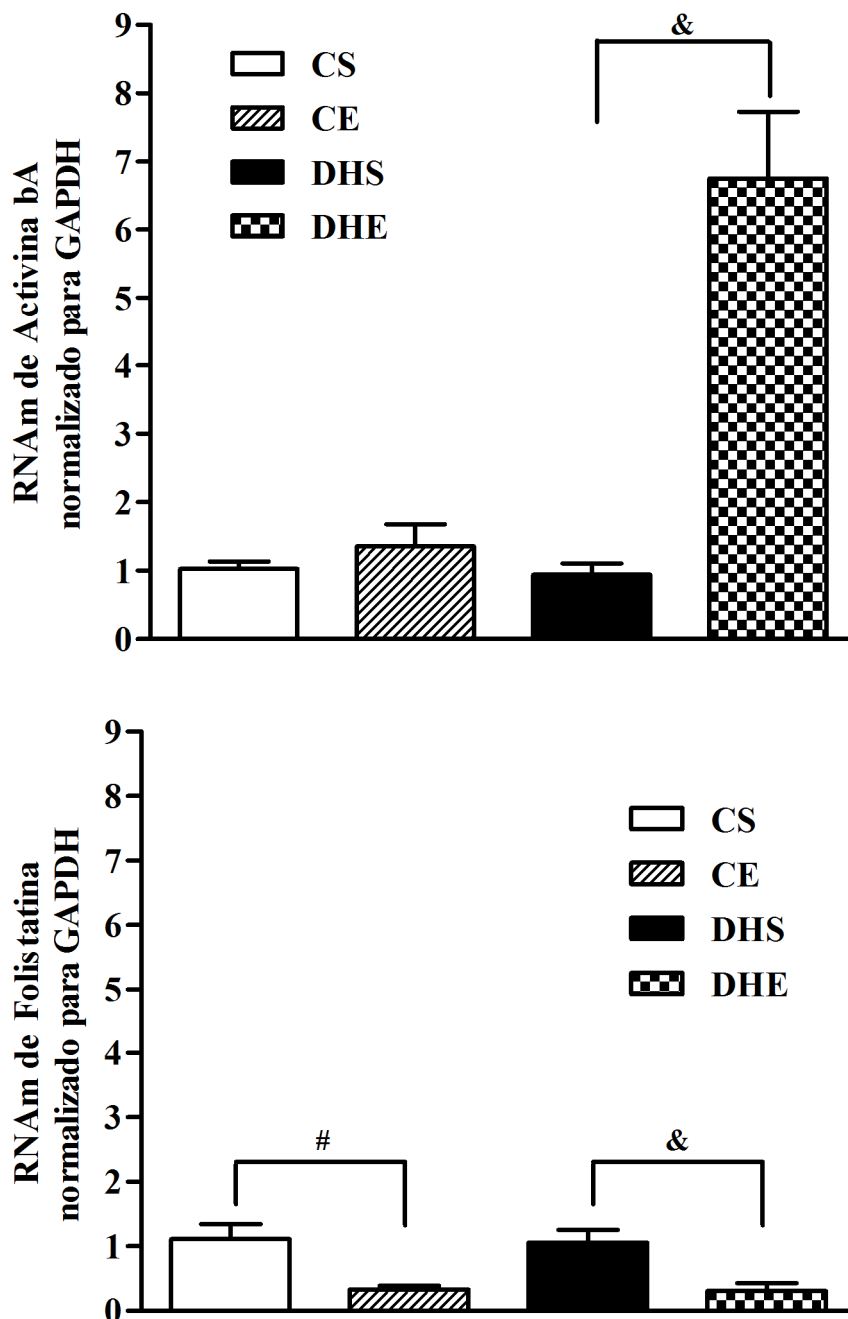 RNAm de Activina bA
normalizado para GAPDH
9
8
7
6
5
4
3
2
1
0
CS
CE
DHS
DHE
&
RNAm de Folistatina
normalizado para GAPDH
9
8
7
6
5
4
3
2
1
0
CS
CE
DHS
DHE
#
&